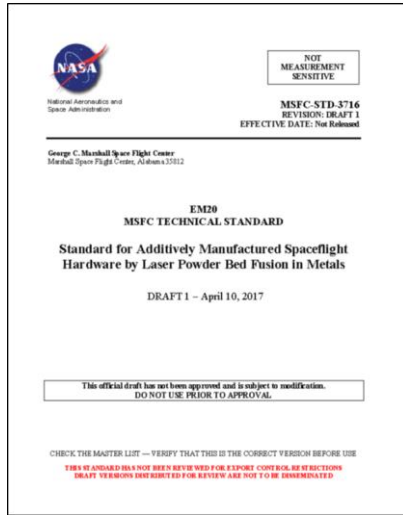 NASA
National Aeronautics and
Space Administration
NOT
MEASUREMENT
SENSITIVE
MSFC-STD-3716
REVISION: DRAFT 1
EFFECTIVE DATE: Not Released
George C. Marshall Space Flight Center
Marshall Space Flight Center, Alabama 35812
EM20
MSFC TECHNICAL STANDARD
Standard for Additively Manufactured Spaceflight
Hardware by Laser Powder Bed Fusion in Metals
DRAFT 1 – April 10, 2017
This official draft has not been approved and is subject to modification.
DO NOT USE PRIOR TO APPROVAL
CHECK THE MASTER LIST — VERIFY THAT THIS IS THE CORRECT VERSION BEFORE USE
THIS STANDARD HAS NOT BEEN REVIEWED FOR EXPORT CONTROL RESTRICTIONS
DRAFT VERSIONS DISTRIBUTED FOR REVIEW ARE NOT TO BE DISSEMINATED